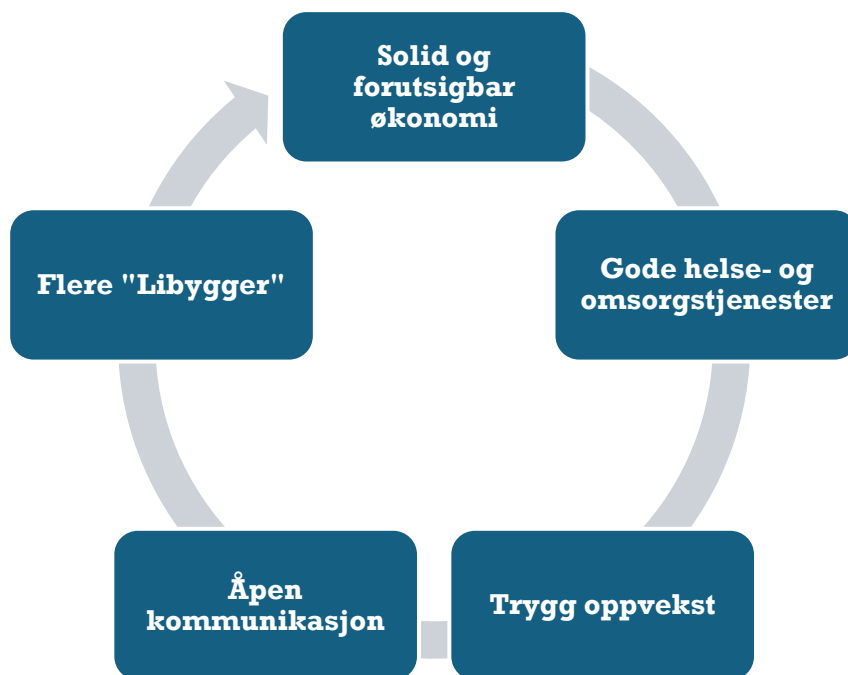 Solid og
forutsigbar
økonomi
Gode helse- og
omsorgstjenester
Trygg oppvekst
Åpen
kommunikasjon
Flere "Libygger"